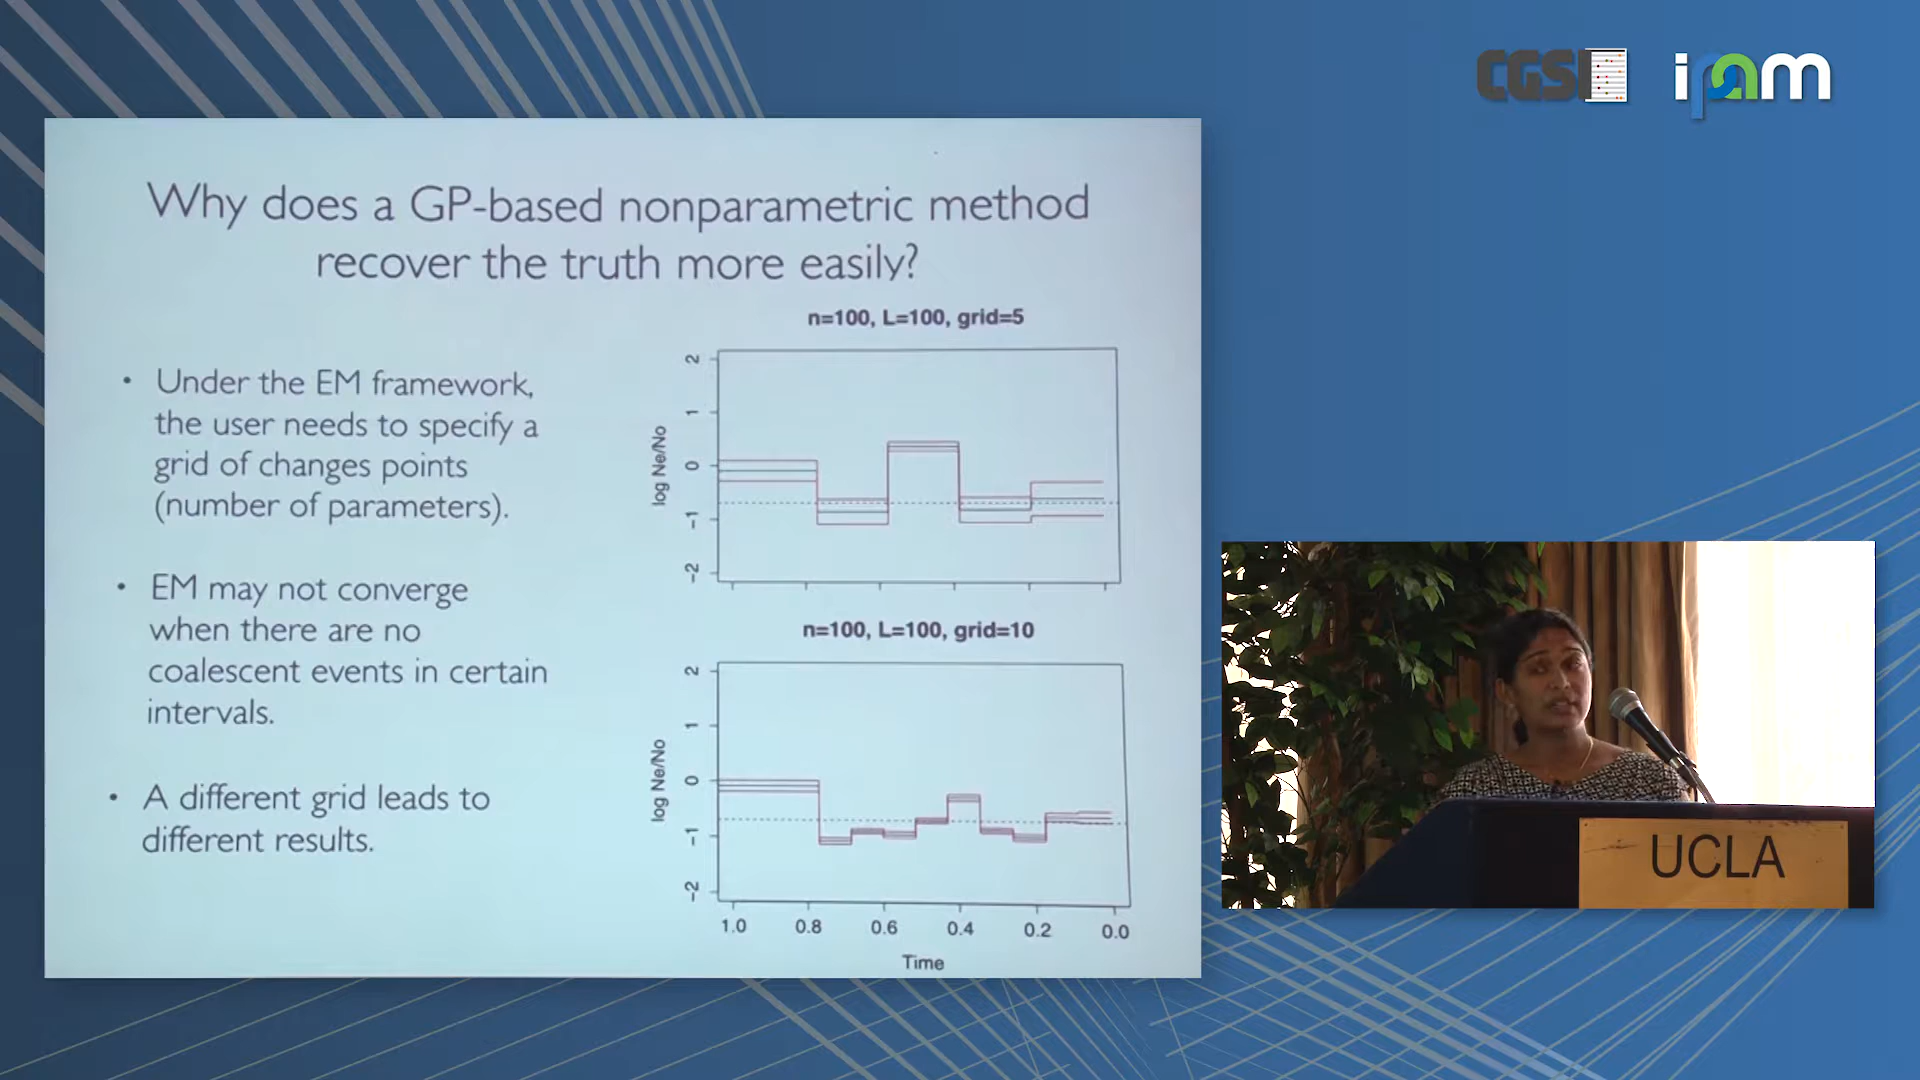 CGSI
ipam
Why does a GP-based nonparametric method
recover the truth more easily?
• Under the EM framework,
the user needs to specify a
grid of changes points
(number of parameters).
• EM may not converge
when there are no
coalescent events in certain
intervals.
• A different grid leads to
different results.
n=100, L=100, grid=5
log Ne/No
2
1
0
-1
-2
n=100, L=100, grid=10
log Ne/No
2
1
0
-1
-2
1.0 0.8 0.6 0.4 0.2 0.0
Time
UCLA